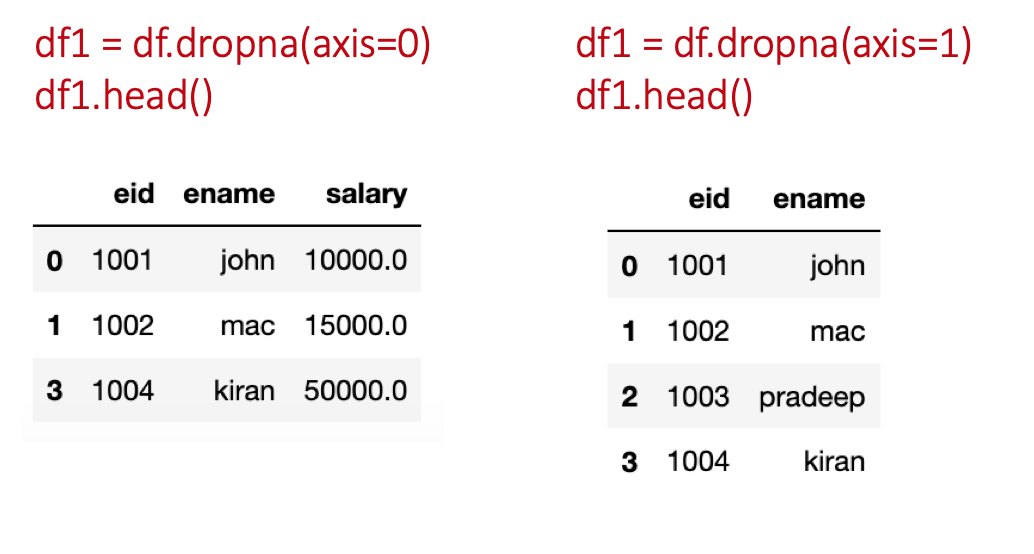 df1 = df.dropna(axis=0)
df1.head()
eid ename salary
0 1001 john 10000.0
1 1002 mac 15000.0
3 1004 kiran 50000.0
df1 = df.dropna(axis=1)
df1.head()
eid ename
0 1001 john
1 1002 mac
2 1003 pradeep
3 1004 kiran